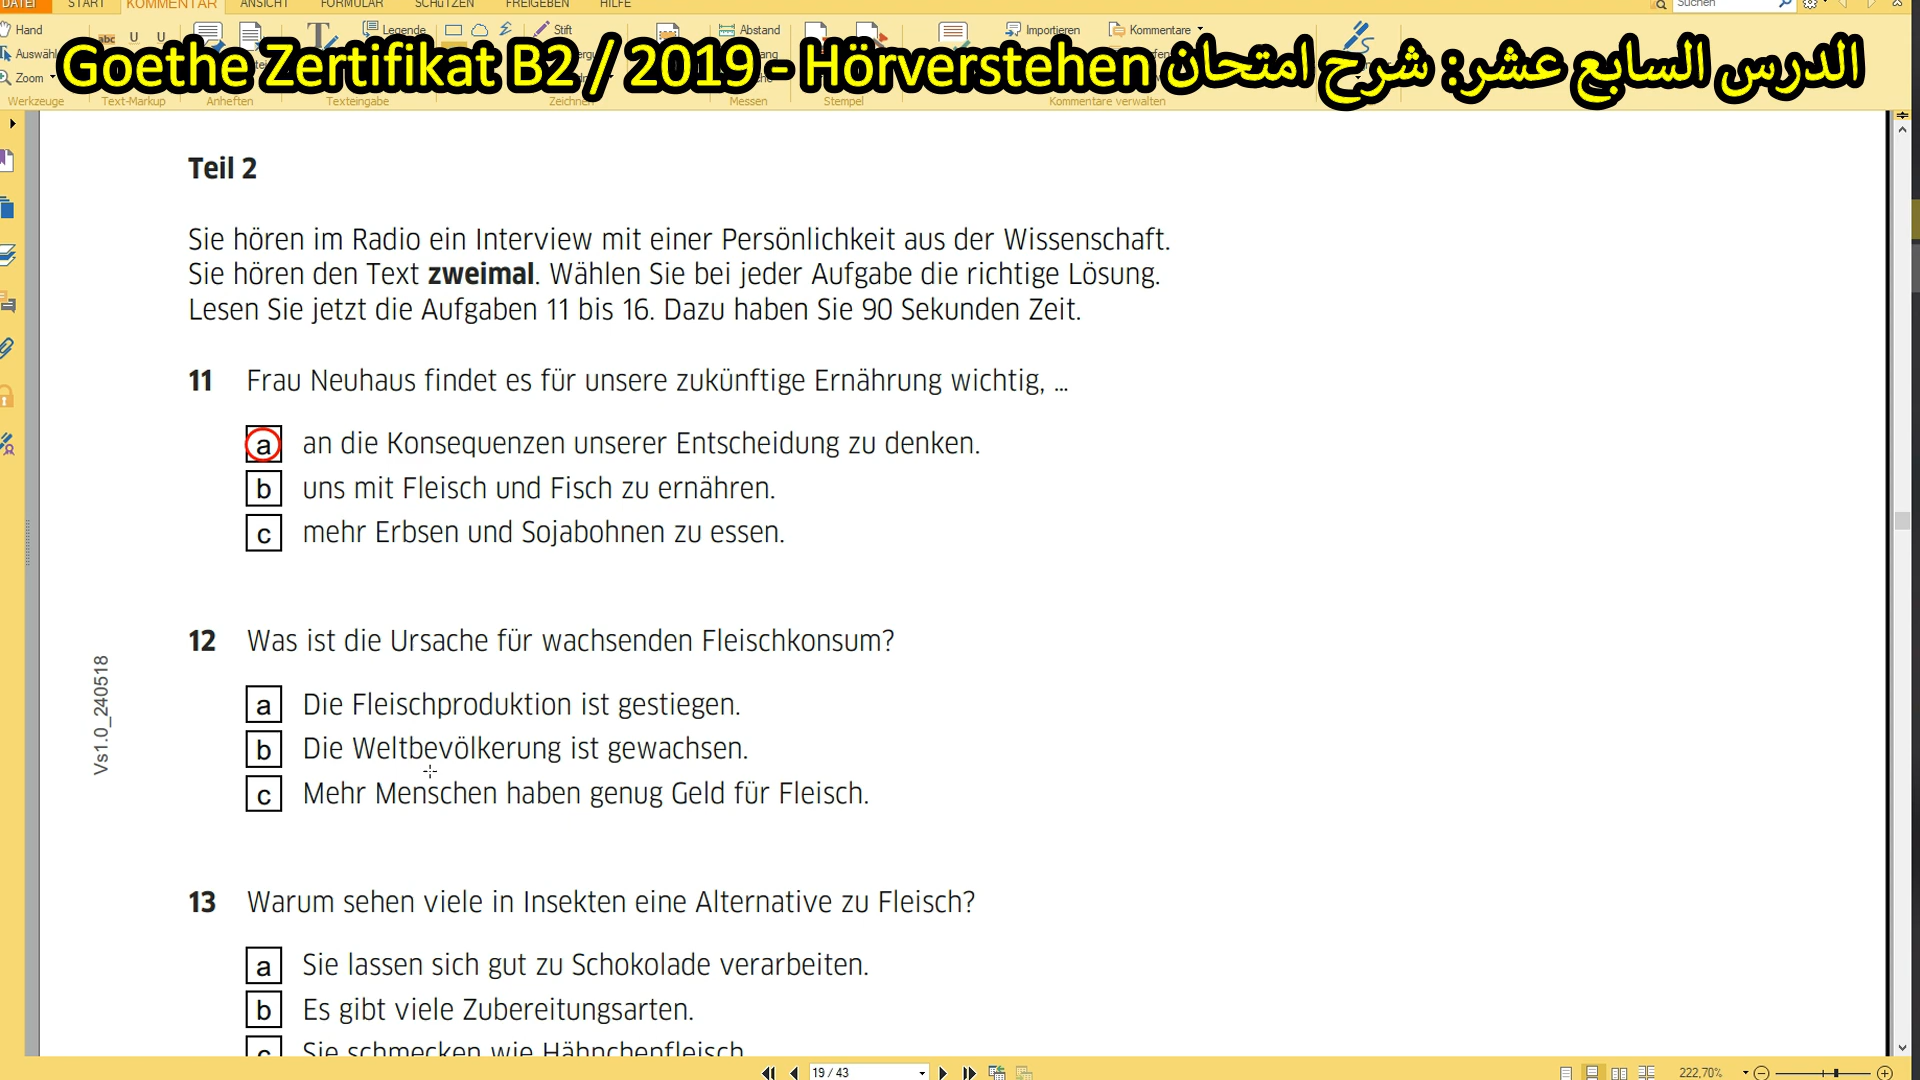 DATEI START KOMMENTAR ANSICHT FORMULAR SCHÜTZEN FREIGEBEN HILFE Suchen
Hand Legende Stift Abstand Importieren Kommentare
Zoom
Goethe Zertifikat B2 / 2019 - Hörverstehen الدرس السابع عشر: شرح امتحان
Werkzeuge Text-Markup Anheften Texteingabe Messen Stempel Kommentare verwalten
Teil 2
Sie hören im Radio ein Interview mit einer Persönlichkeit aus der Wissenschaft.
Sie hören den Text zweimal. Wählen Sie bei jeder Aufgabe die richtige Lösung.
Lesen Sie jetzt die Aufgaben 11 bis 16. Dazu haben Sie 90 Sekunden Zeit.
11 Frau Neuhaus findet es für unsere zukünftige Ernährung wichtig, ...
a an die Konsequenzen unserer Entscheidung zu denken.
b uns mit Fleisch und Fisch zu ernähren.
c mehr Erbsen und Sojabohnen zu essen.
12 Was ist die Ursache für wachsenden Fleischkonsum?
a Die Fleischproduktion ist gestiegen.
b Die Weltbevölkerung ist gewachsen.
c Mehr Menschen haben genug Geld für Fleisch.
Vs1.0_240518
13 Warum sehen viele in Insekten eine Alternative zu Fleisch?
a Sie lassen sich gut zu Schokolade verarbeiten.
b Es gibt viele Zubereitungsarten.
c Sie schmecken wie Hähnchenfleisch
19 / 43 222,70%